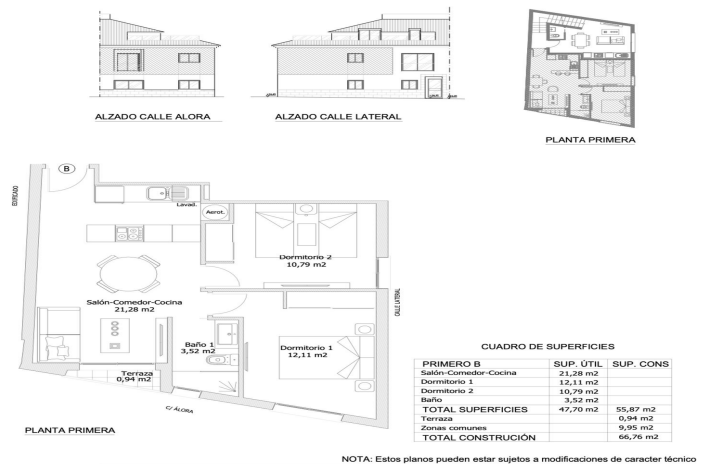 ALZADO CALLE ALORA
ALZADO CALLE LATERAL
PLANTA PRIMERA
B
EDIFICADO
Lavad.
Aerot.
Dormitorio 2
10,79 m2
Salón-Comedor-Cocina
21,28 m2
CALLE LATERAL
Baño 1
3,52 m2
Dormitorio 1
12,11 m2
Terraza
0,94 m2
C/ ÁLORA
PLANTA PRIMERA
CUADRO DE SUPERFICIES
PRIMERO B SUP. ÚTIL SUP. CONS
Salón-Comedor-Cocina 21,28 m2
Dormitorio 1 12,11 m2
Dormitorio 2 10,79 m2
Baño 3,52 m2
TOTAL SUPERFICIES 47,70 m2 55,87 m2
Terraza 0,94 m2
Zonas comunes 9,95 m2
TOTAL CONSTRUCIÓN 66,76 m2
NOTA: Estos planos pueden estar sujetos a modificaciones de caracter técnico